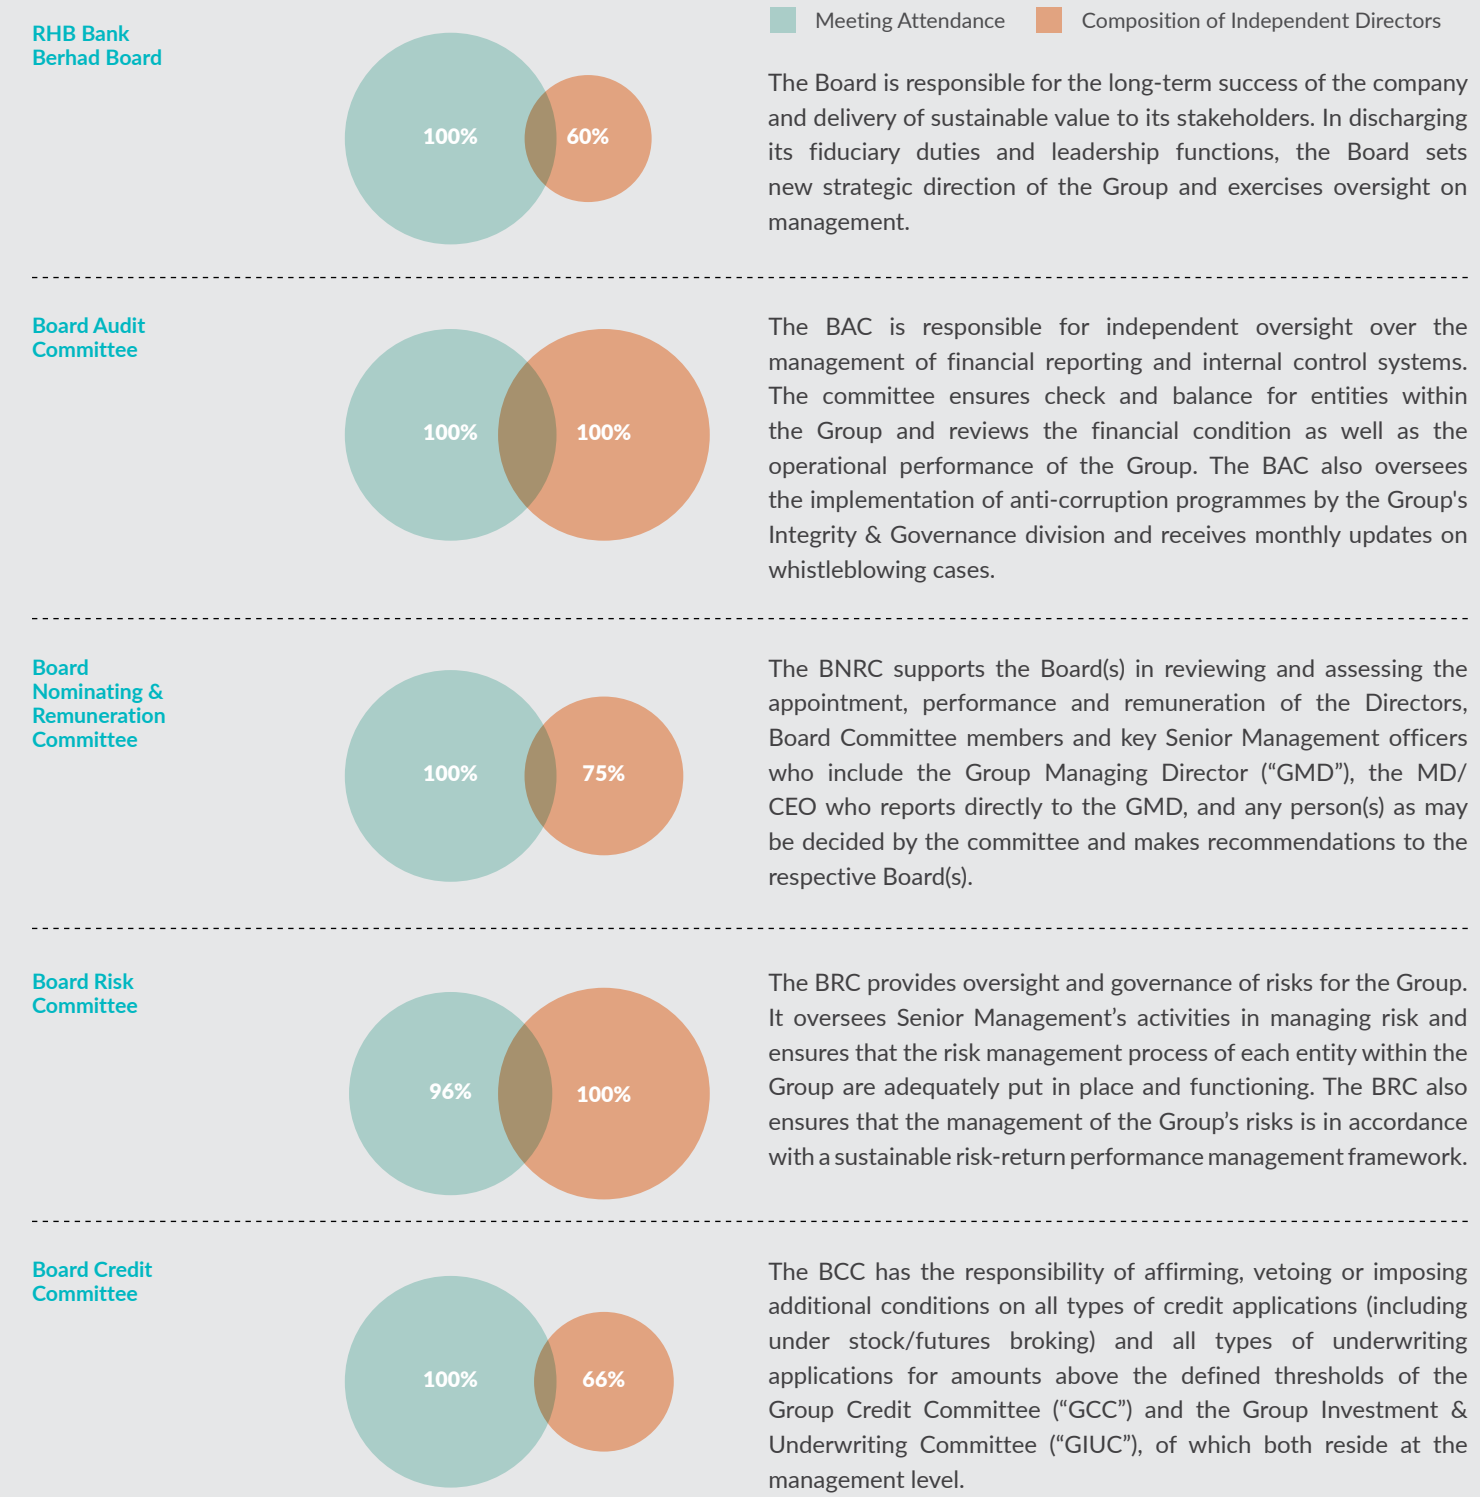 Meeting Attendance
Composition of Independent Directors
RHB Bank
Berhad Board
100%
60%
The Board is responsible for the long-term success of the company
and delivery of sustainable value to its stakeholders. In discharging
its fiduciary duties and leadership functions, the Board sets
new strategic direction of the Group and exercises oversight on
management.
Board Audit
Committee
100%
100%
The BAC is responsible for independent oversight over the
management of financial reporting and internal control systems.
The committee ensures check and balance for entities within
the Group and reviews the financial condition as well as the
operational performance of the Group. The BAC also oversees
the implementation of anti-corruption programmes by the Group's
Integrity & Governance division and receives monthly updates on
whistleblowing cases.
Board
Nominating &
Remuneration
Committee
100%
75%
The BNRC supports the Board(s) in reviewing and assessing the
appointment, performance and remuneration of the Directors,
Board Committee members and key Senior Management officers
who include the Group Managing Director (“GMD”), the MD/
CEO who reports directly to the GMD, and any person(s) as may
be decided by the committee and makes recommendations to the
respective Board(s).
Board Risk
Committee
96%
100%
The BRC provides oversight and governance of risks for the Group.
It oversees Senior Management’s activities in managing risk and
ensures that the risk management process of each entity within the
Group are adequately put in place and functioning. The BRC also
ensures that the management of the Group’s risks is in accordance
with a sustainable risk-return performance management framework.
Board Credit
Committee
100%
66%
The BCC has the responsibility of affirming, vetoing or imposing
additional conditions on all types of credit applications (including
under stock/futures broking) and all types of underwriting
applications for amounts above the defined thresholds of the
Group Credit Committee (“GCC”) and the Group Investment &
Underwriting Committee (“GIUC”), of which both reside at the
management level.